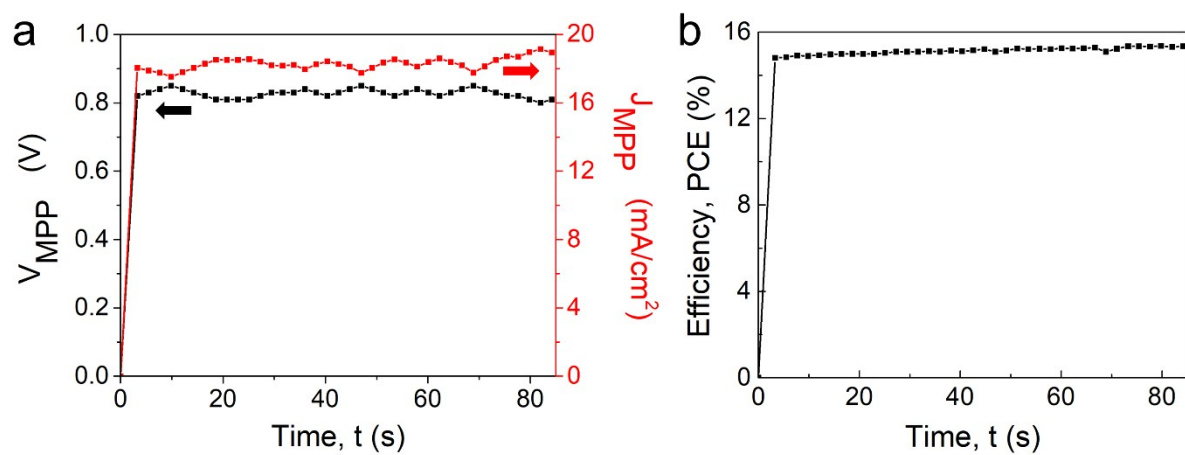 a
V_MPP (V)
1.0
0.8
0.6
0.4
0.2
0.0
0 20 40 60 80
Time, t (s)
20
16
12
8
4
0
J_MPP (mA/cm²)
b
Efficiency, PCE (%)
16
12
8
4
0
0 20 40 60 80
Time, t (s)